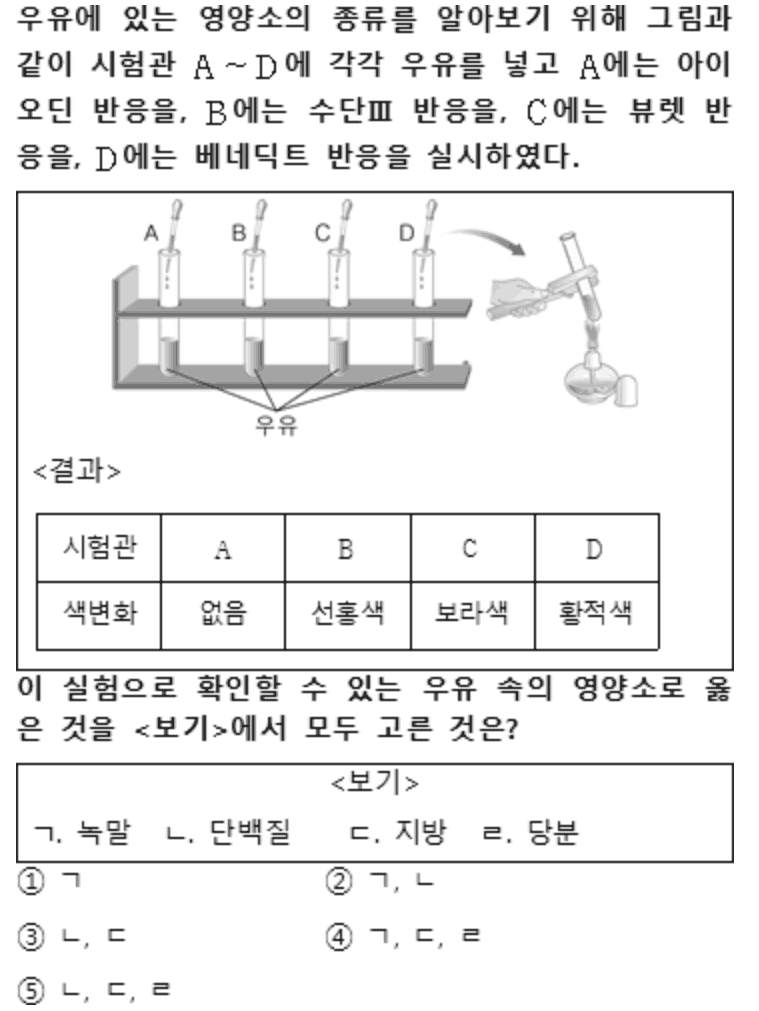 우유에 있는 영양소의 종류를 알아보기 위해 그림과
같이 시험관 A ~ D에 각각 우유를 넣고 A에는 아이
오딘 반응을, B에는 수단Ⅲ 반응을, C에는 뷰렛 반
응을, D에는 베네딕트 반응을 실시하였다.
A B C D
우유
<결과>
시험관 A B C D
색변화 없음 선홍색 보라색 황적색
이 실험으로 확인할 수 있는 우유 속의 영양소로 옳
은 것을 <보기>에서 모두 고른 것은?
<보기>
ㄱ. 녹말 ㄴ. 단백질 ㄷ. 지방 ㄹ. 당분
① ㄱ ② ㄱ, ㄴ
③ ㄴ, ㄷ ④ ㄱ, ㄷ, ㄹ
⑤ ㄴ, ㄷ, ㄹ